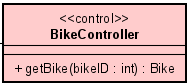 <<control>>
BikeController
+ getBike(bikeID : int) : Bike